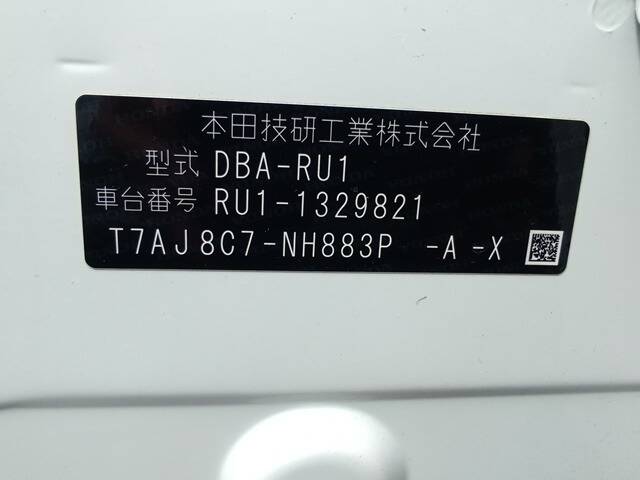 本田技研工業株式会社
型式 DBA-RU1
車台番号 RU1-1329821
T7AJ8C7-NH883P -A -X